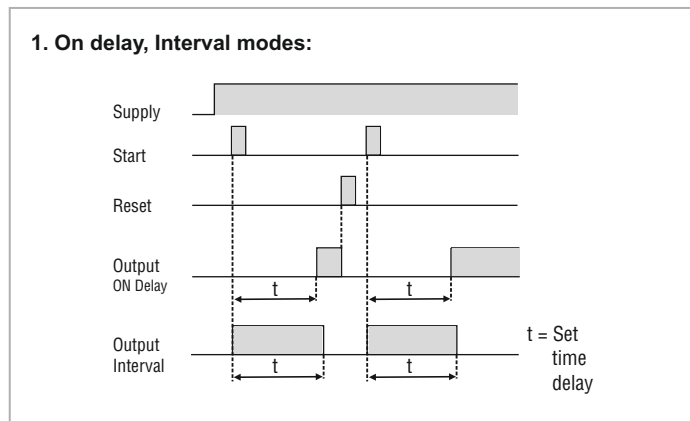 1. On delay, Interval modes:
Supply
Start
Reset
Output
ON Delay
t
t
Output
Interval
t
t
t = Set
time
delay